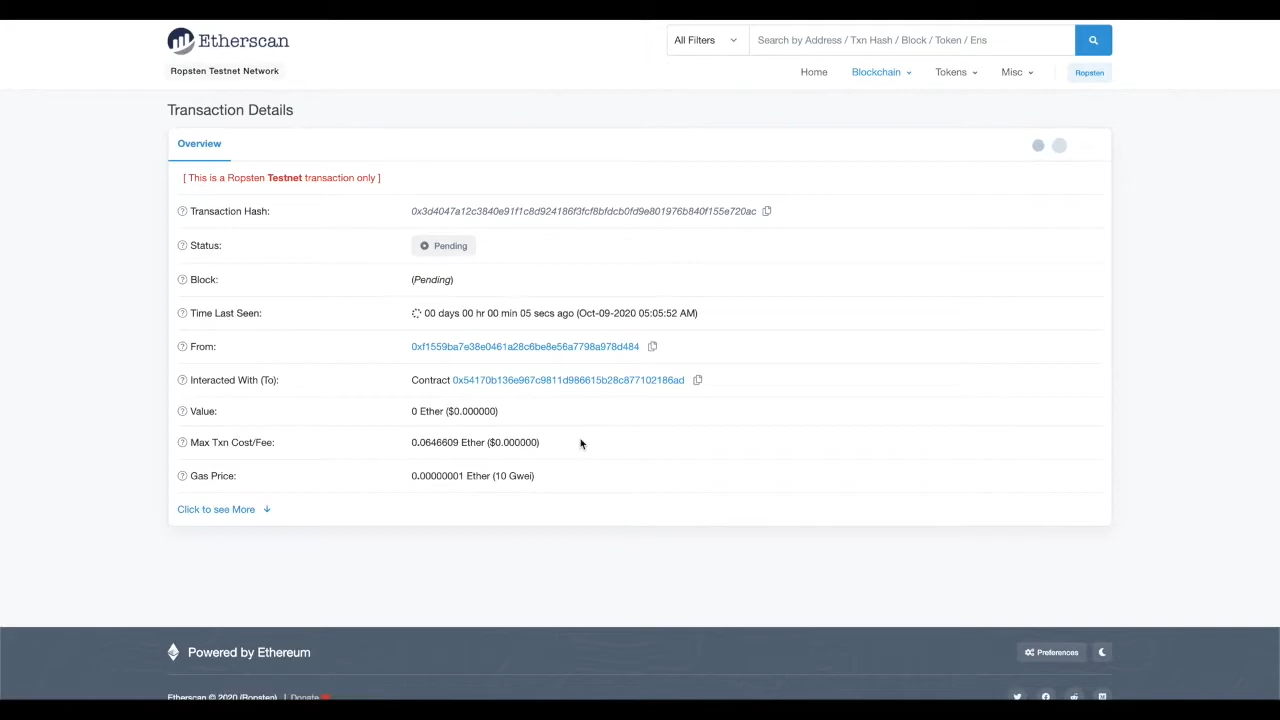 Etherscan
All Filters
Search by Address / Txn Hash / Block / Token / Ens
Ropsten Testnet Network
Home
Blockchain
Tokens
Misc
Ropsten
Transaction Details
Overview
[ This is a Ropsten Testnet transaction only ]
Transaction Hash: 0x3d4047a12c3840e91f1c8d924186f3fcf8bfdcb0fd9e801976b840f155e720ac
Status: Pending
Block: (Pending)
Time Last Seen: 00 days 00 hr 00 min 05 secs ago (Oct-09-2020 05:05:52 AM)
From: 0xf1559ba7e38e0461a28c6be8e56a7798a978d484
Interacted With (To): Contract 0x54170b136e967c9811d986615b28c877102186ad
Value: 0 Ether ($0.000000)
Max Txn Cost/Fee: 0.0646609 Ether ($0.000000)
Gas Price: 0.00000001 Ether (10 Gwei)
Click to see More
Powered by Ethereum
Preferences
Etherscan © 2020 (Ropsten) | Donate